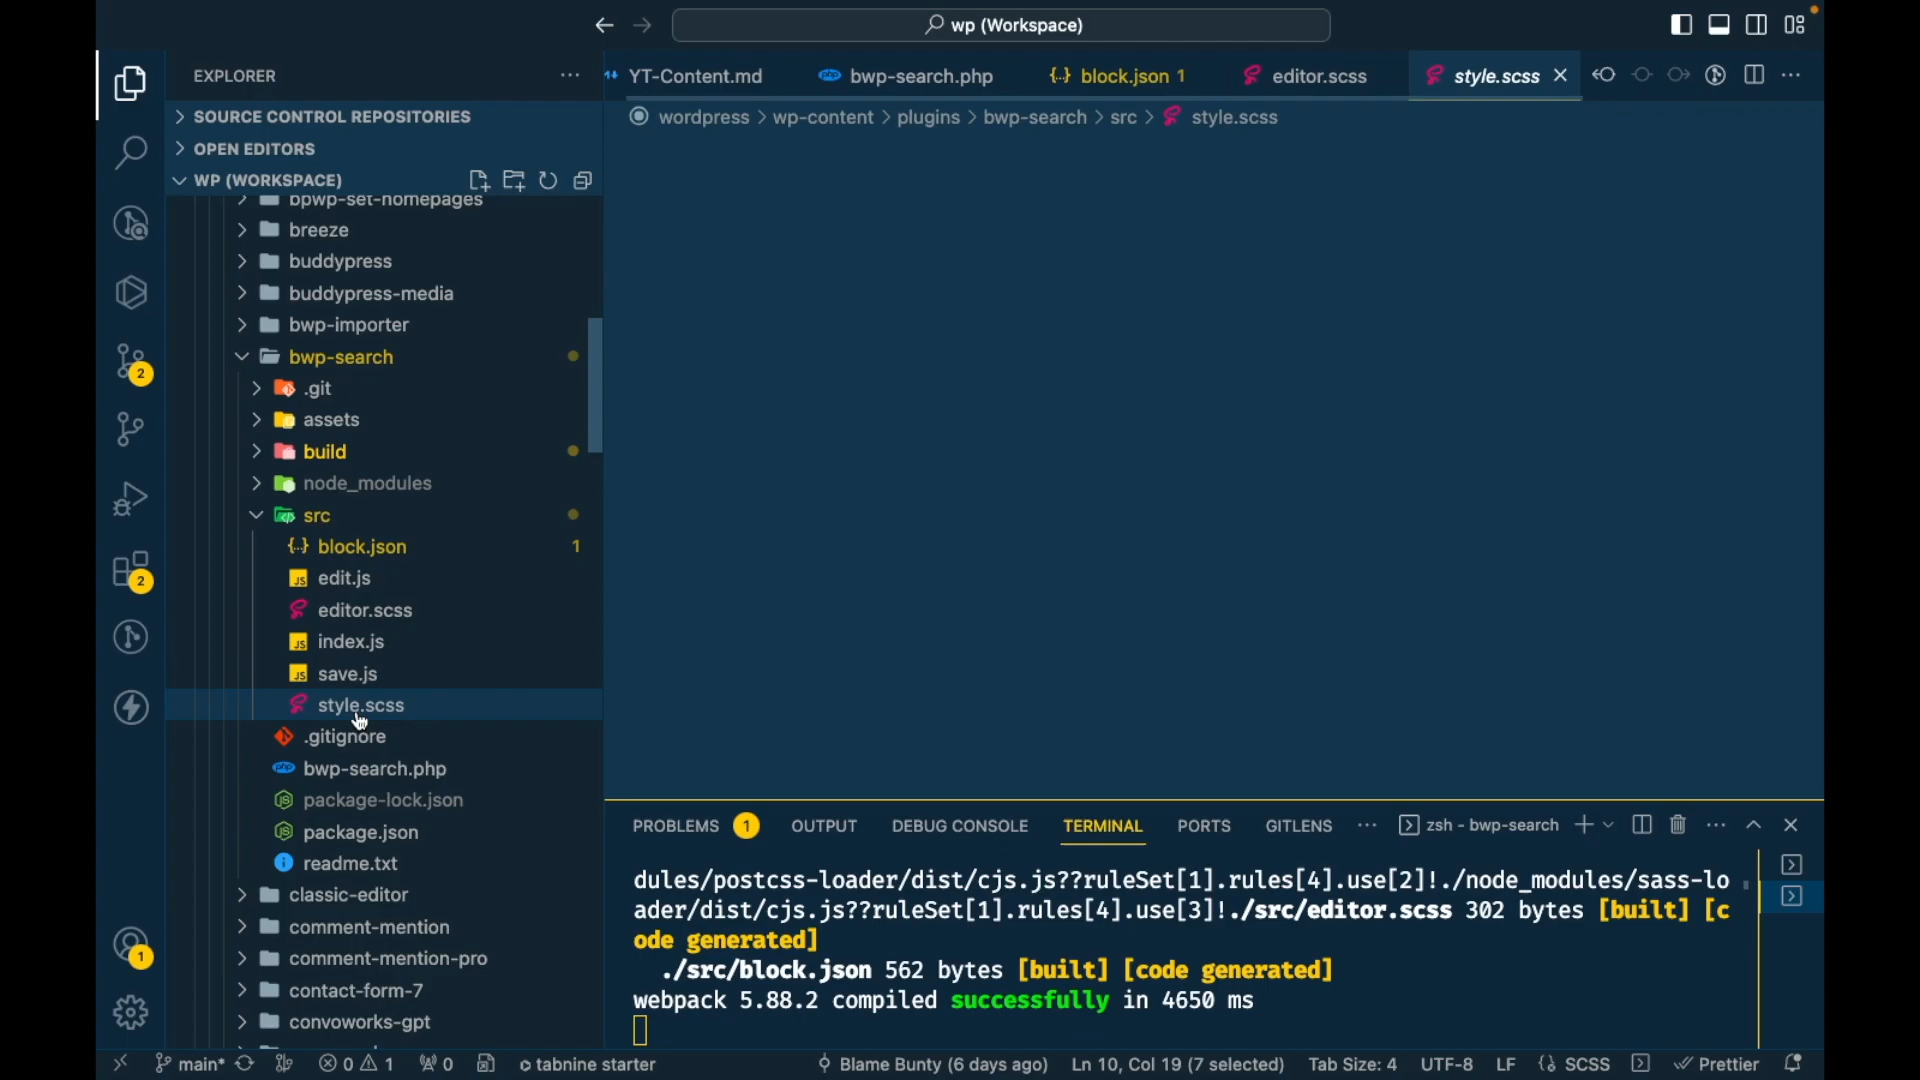 wp (Workspace)
EXPLORER
YT-Content.md
bwp-search.php
block.json 1
editor.scss
style.scss
SOURCE CONTROL REPOSITORIES
wordpress > wp-content > plugins > bwp-search > src > style.scss
OPEN EDITORS
WP (WORKSPACE)
bpwp-set-homepages
breeze
buddypress
buddypress-media
bwp-importer
bwp-search
.git
assets
build
node_modules
src
block.json 1
edit.js
editor.scss
index.js
save.js
style.scss
.gitignore
bwp-search.php
package-lock.json
package.json
readme.txt
classic-editor
comment-mention
comment-mention-pro
contact-form-7
convoworks-gpt
2
2
1
PROBLEMS 1 OUTPUT DEBUG CONSOLE TERMINAL PORTS GITLENS zsh - bwp-search
dules/postcss-loader/dist/cjs.js??ruleSet[1].rules[4].use[2]!./node_modules/sass-lo
ader/dist/cjs.js??ruleSet[1].rules[4].use[3]!./src/editor.scss 302 bytes [built] [c
ode generated]
./src/block.json 562 bytes [built] [code generated]
webpack 5.88.2 compiled successfully in 4650 ms
main* 0 1 0 tabnine starter Blame Bunty (6 days ago) Ln 10, Col 19 (7 selected) Tab Size: 4 UTF-8 LF SCSS Prettier